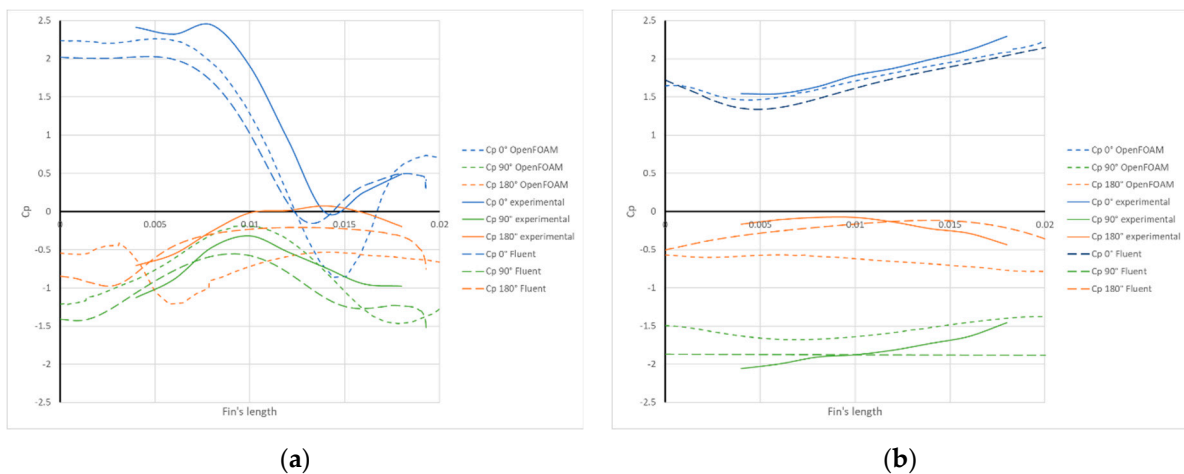 2.5
2
1.5
1
0.5
0
-0.5
-1
-1.5
-2
-2.5
Cp
0
0.005
0.01
0.015
0.02
Fin's length
Cp 0° OpenFOAM
Cp 90° OpenFOAM
Cp 180° OpenFOAM
Cp 0° experimental
Cp 90° experimental
Cp 180° experimental
Cp 0° Fluent
Cp 90° Fluent
Cp 180° Fluent
(a)
2.5
2
1.5
1
0.5
0
-0.5
-1
-1.5
-2
-2.5
0
0.005
0.01
0.015
0.02
Fin's length
Cp 0° OpenFOAM
Cp 90° OpenFOAM
Cp 180° OpenFOAM
Cp 0° experimental
Cp 90° experimental
Cp 180° experimental
Cp 0° Fluent
Cp 90° Fluent
Cp 180° Fluent
(b)